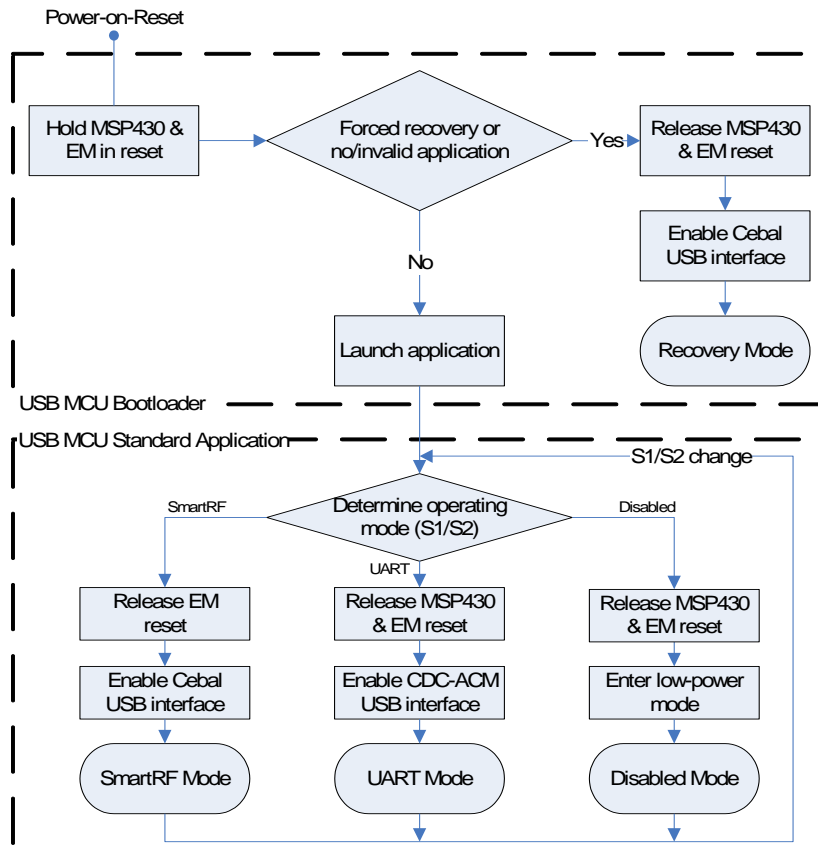 Power-on-Reset
Hold MSP430 &
EM in reset
Forced recovery or
no/invalid application
Yes
Release MSP430
& EM reset
Enable Cebal
USB interface
Recovery Mode
No
Launch application
USB MCU Bootloader
USB MCU Standard Application
S1/S2 change
Determine operating
mode (S1/S2)
SmartRF
UART
Disabled
Release EM
reset
Enable Cebal
USB interface
SmartRF Mode
Release MSP430
& EM reset
Enable CDC-ACM
USB interface
UART Mode
Release MSP430
& EM reset
Enter low-power
mode
Disabled Mode